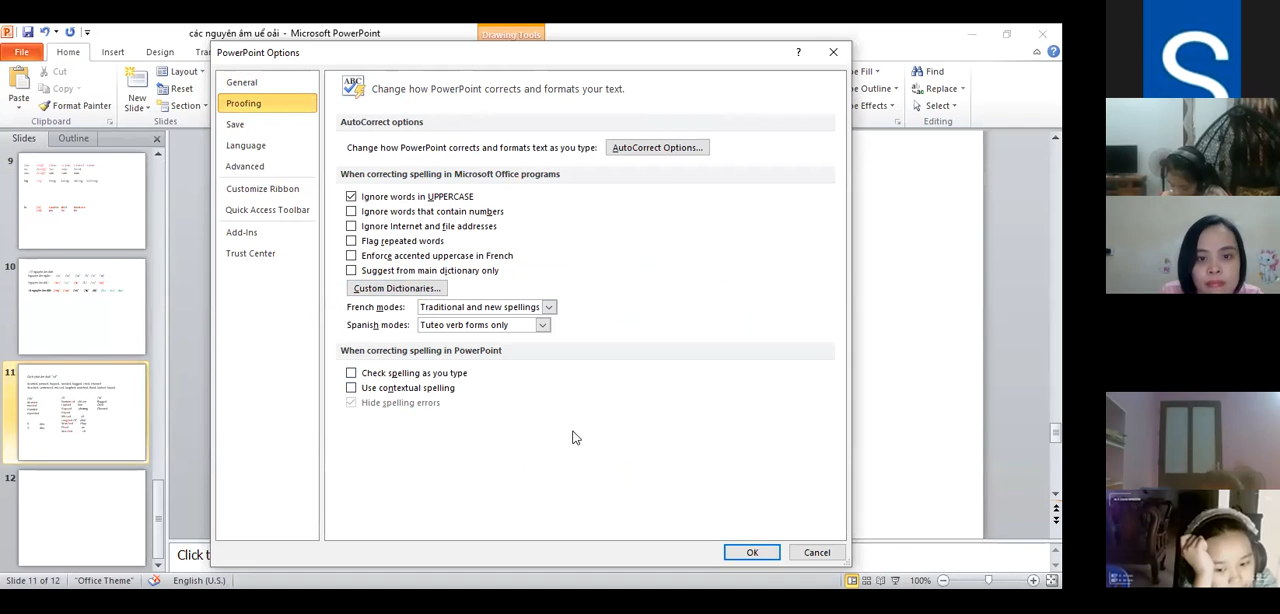 các nguyên âm uể oải - Microsoft PowerPoint
Drawing Tools
File
Home
Insert
Design
PowerPoint Options
Paste
Cut
Copy
Format Painter
Clipboard
New
Slide
Layout
Reset
Section
Slides
Find
Replace
Select
Editing
Slides
Outline
9
10
11
12
General
Proofing
Save
Language
Advanced
Customize Ribbon
Quick Access Toolbar
Add-Ins
Trust Center
Change how PowerPoint corrects and formats your text.
AutoCorrect options
Change how PowerPoint corrects and formats text as you type:
AutoCorrect Options...
When correcting spelling in Microsoft Office programs
Ignore words in UPPERCASE
Ignore words that contain numbers
Ignore Internet and file addresses
Flag repeated words
Enforce accented uppercase in French
Suggest from main dictionary only
Custom Dictionaries...
French modes:
Traditional and new spellings
Spanish modes:
Tuteo verb forms only
When correcting spelling in PowerPoint
Check spelling as you type
Use contextual spelling
Hide spelling errors
OK
Cancel
Click
Slide 11 of 12
"Office Theme"
English (U.S.)
100%
S